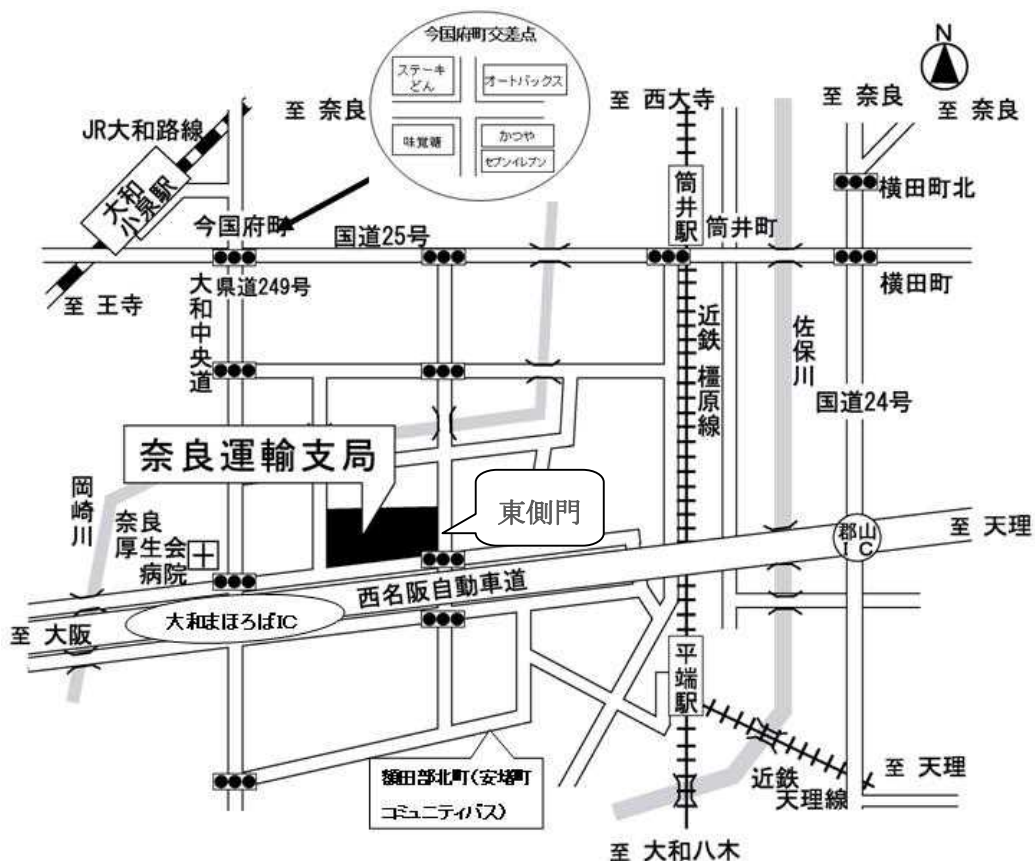 今国府町交差点
ステーキ
どん
オートバックス
味覚糖
かつや
セブンイレブン
N
至 奈良
至 西大寺
至 奈良
至 奈良
JR大和路線
大和
小泉駅
筒井駅
横田町北
今国府町
国道25号
筒井町
県道249号
至 王寺
大和中央道
横田町
近鉄 橿原線
佐保川
国道24号
奈良運輸支局
岡崎川
東側門
奈良
厚生会
病院
郡山
IC
至 天理
西名阪自動車道
大和まほろばIC
至 大阪
平端駅
額田部北町(安堵町
コミュニティバス)
近鉄
天理線
至 天理
至 大和八木